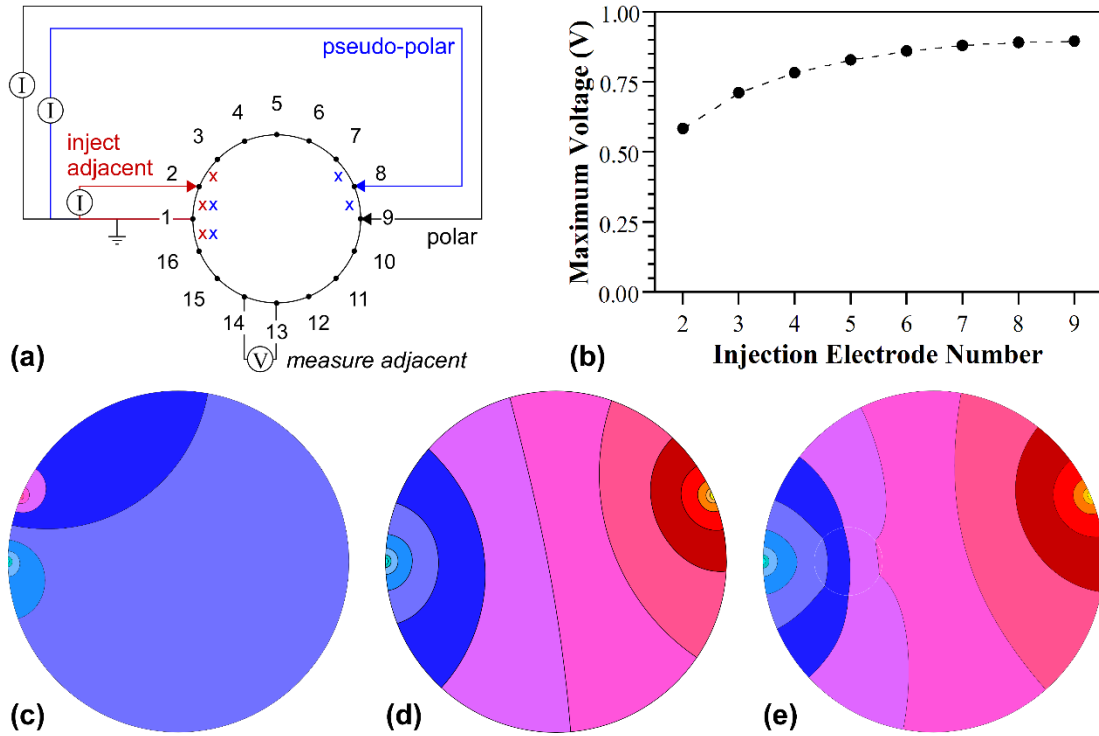 I
I
pseudo-polar
inject
adjacent
I
1
2
3
4
5
6
7
8
9
10
11
12
13
14
15
16
x
x x
x x
x
x
polar
V
measure adjacent
(a)
Maximum Voltage (V)
1.00
0.75
0.50
0.25
0.00
2 3 4 5 6 7 8 9
Injection Electrode Number
(b)
(c)
(d)
(e)